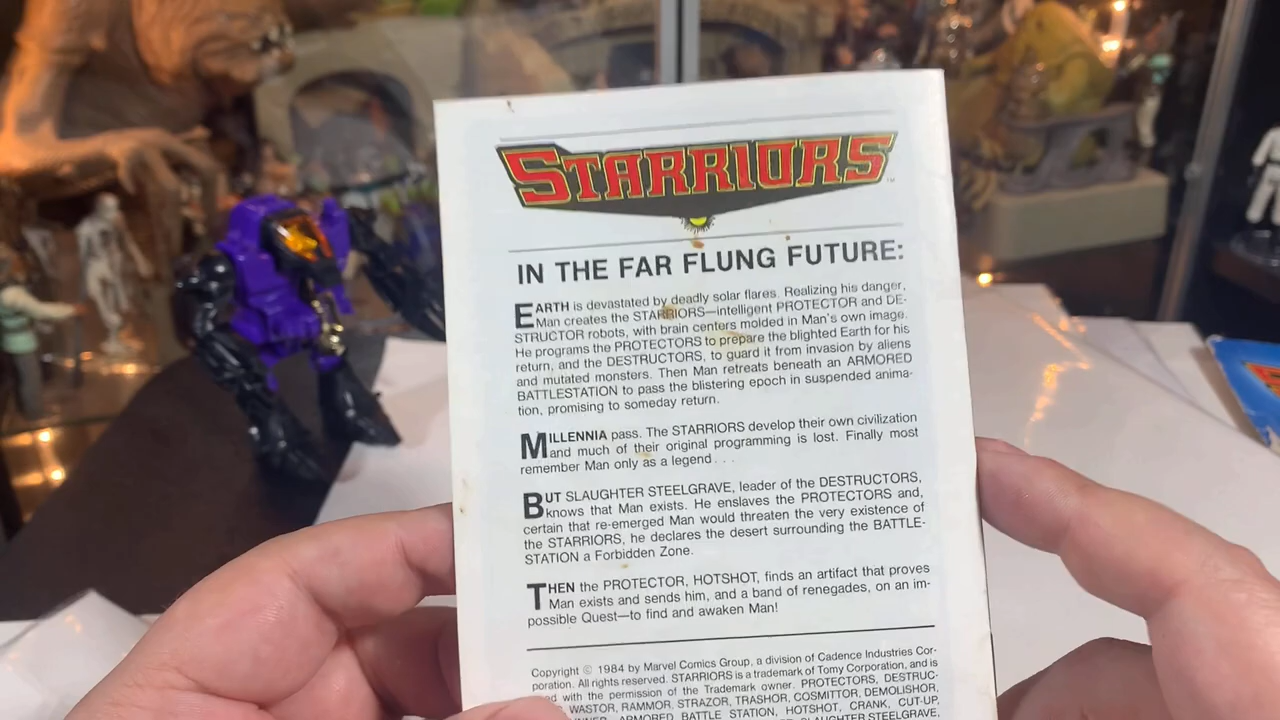 STARRIORS™
IN THE FAR FLUNG FUTURE:
EARTH is devastated by deadly solar flares. Realizing his danger,
Man creates the STARRIORS—intelligent PROTECTOR and DE-
STRUCTOR robots, with brain centers molded in Man's own image.
He programs the PROTECTORS to prepare the blighted Earth for his
return, and the DESTRUCTORS, to guard it from invasion by aliens
and mutated monsters. Then Man retreats beneath an ARMORED
BATTLESTATION to pass the blistering epoch in suspended anima-
tion, promising to someday return.
MILLENNIA pass. The STARRIORS develop their own civilization
and much of their original programming is lost. Finally most
remember Man only as a legend . . .
BUT SLAUGHTER STEELGRAVE, leader of the DESTRUCTORS,
knows that Man exists. He enslaves the PROTECTORS and,
certain that re-emerged Man would threaten the very existence of
the STARRIORS, he declares the desert surrounding the BATTLE-
STATION a Forbidden Zone.
THEN the PROTECTOR, HOTSHOT, finds an artifact that proves
Man exists and sends him, and a band of renegades, on an im-
possible Quest—to find and awaken Man!
Copyright © 1984 by Marvel Comics Group, a division of Cadence Industries Cor-
poration. All rights reserved. STARRIORS is a trademark of Tomy Corporation, and is
with the permission of the Trademark owner. PROTECTORS, DESTRUC-
WASTOR, RAMMOR, STRAZOR, TRASHOR, COSMITTOR, DEMOLISHOR,
ARMORED BATTLE STATION, HOTSHOT, CRANK, CUT-UP,
SLAUGHTER STEELGRAVE,